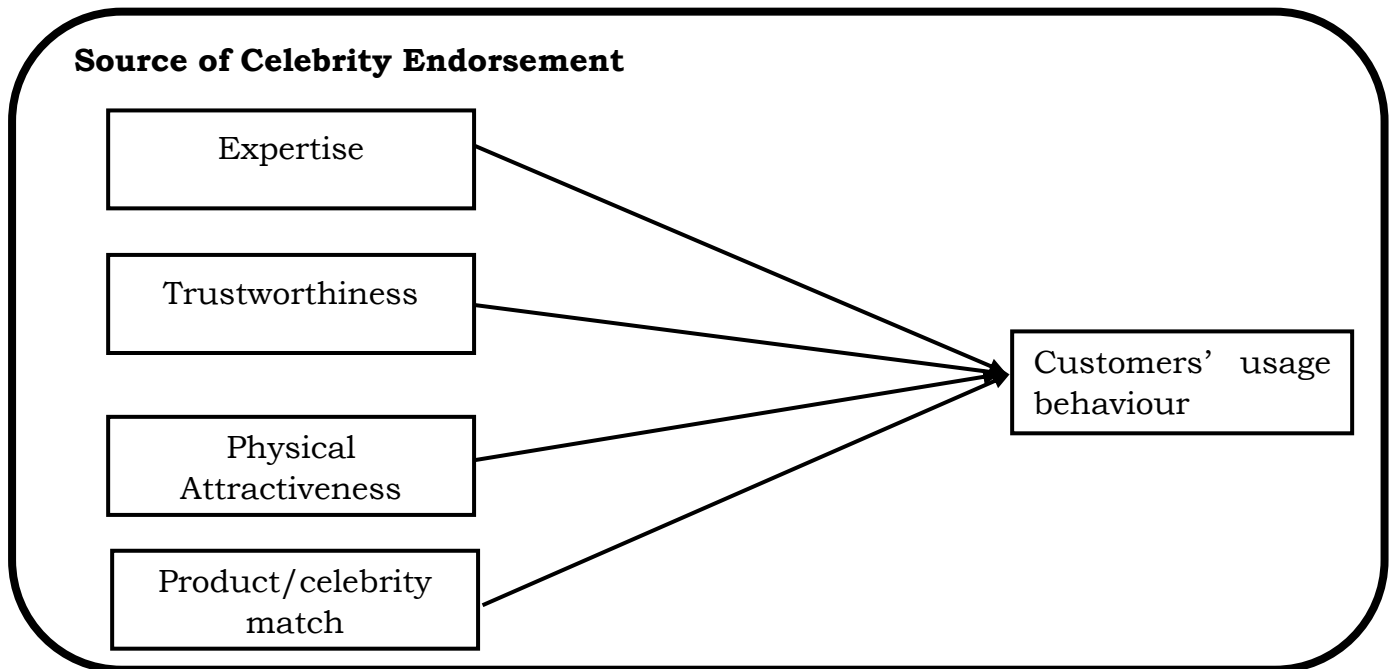 Source of Celebrity Endorsement
Expertise
Trustworthiness
Physical
Attractiveness
Product/celebrity
match
Customers’ usage
behaviour